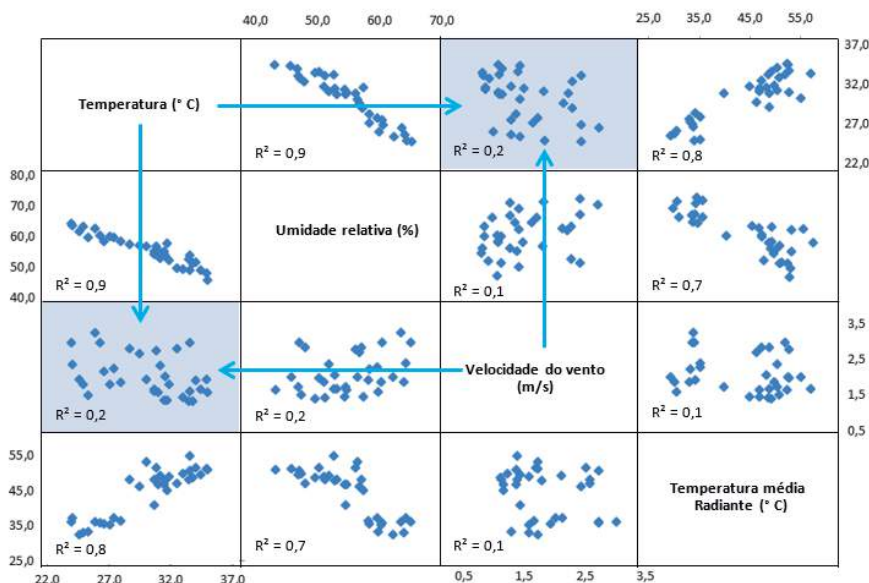 40,0 50,0 60,0 70,0 25,0 35,0 45,0 55,0
37,0
Temperatura (° C)
32,0
27,0
R² = 0,9 R² = 0,2 R² = 0,8
22,0
80,0
70,0
60,0 Umidade relativa (%)
50,0
R² = 0,9 R² = 0,1 R² = 0,7
40,0
3,5
2,5
Velocidade do vento
(m/s)
1,5
R² = 0,2 R² = 0,2 R² = 0,1
0,5
55,0
45,0
Temperatura média
Radiante (° C)
35,0
R² = 0,8 R² = 0,7 R² = 0,1
25,0
22,0 27,0 32,0 37,0 0,5 1,5 2,5 3,5